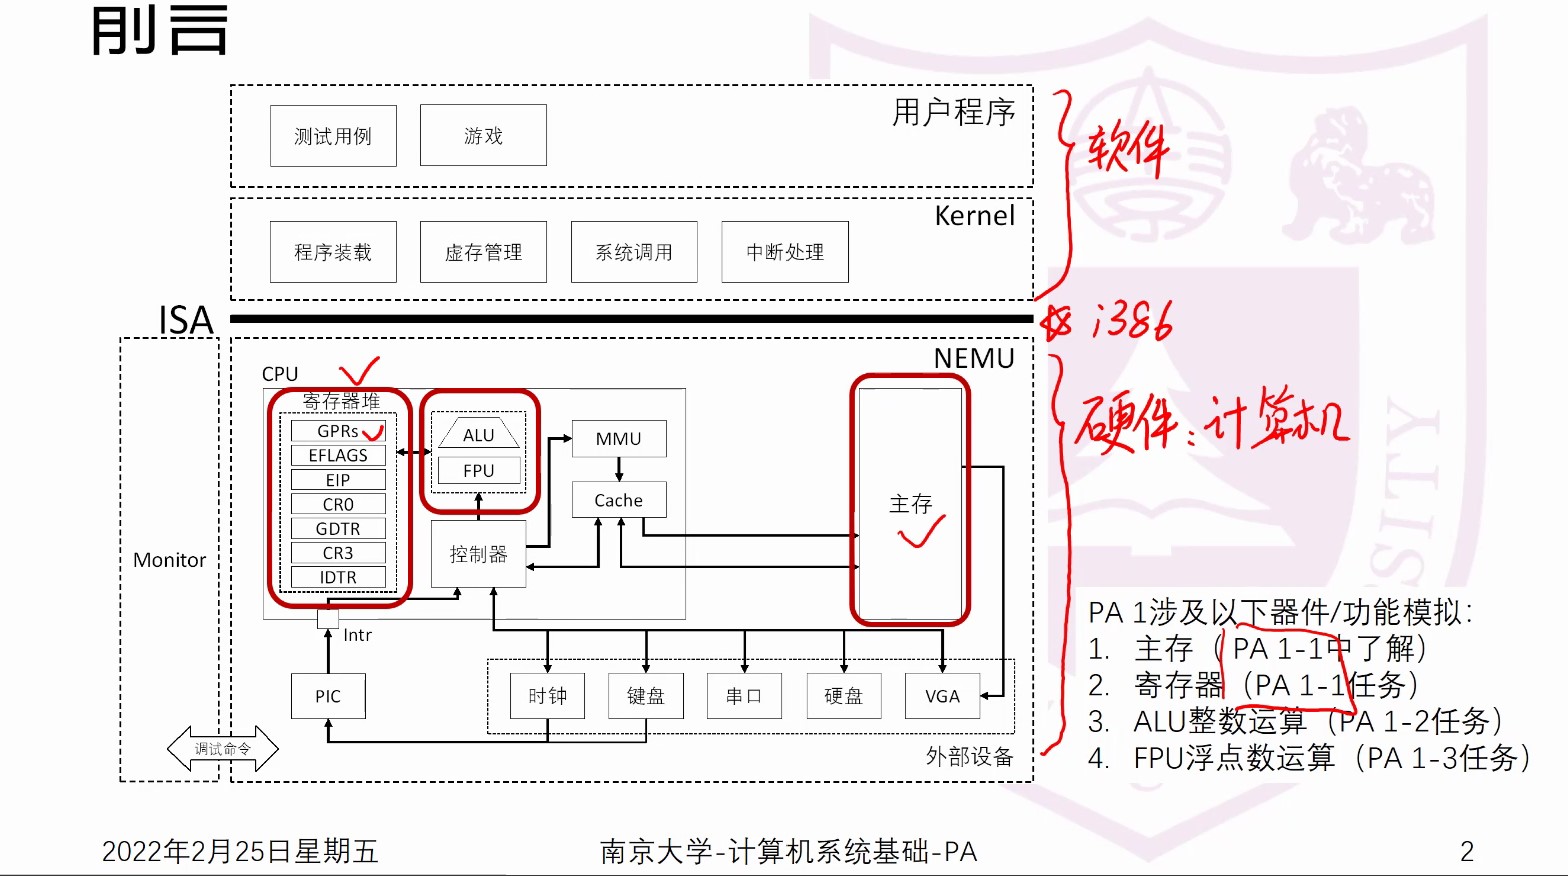 前言
用户程序
测试用例
游戏
软件
Kernel
程序装载
虚存管理
系统调用
中断处理
ISA
i386
NEMU
CPU
寄存器堆
GPRs
EFLAGS
EIP
CR0
GDTR
CR3
IDTR
ALU
FPU
MMU
Cache
控制器
主存
硬件：计算机
Monitor
Intr
PIC
时钟
键盘
串口
硬盘
VGA
调试命令
外部设备
PA 1涉及以下器件/功能模拟：
1. 主存（PA 1-1中了解）
2. 寄存器（PA 1-1任务）
3. ALU整数运算（PA 1-2任务）
4. FPU浮点数运算（PA 1-3任务）
SITY
2022年2月25日星期五
南京大学-计算机系统基础-PA
2